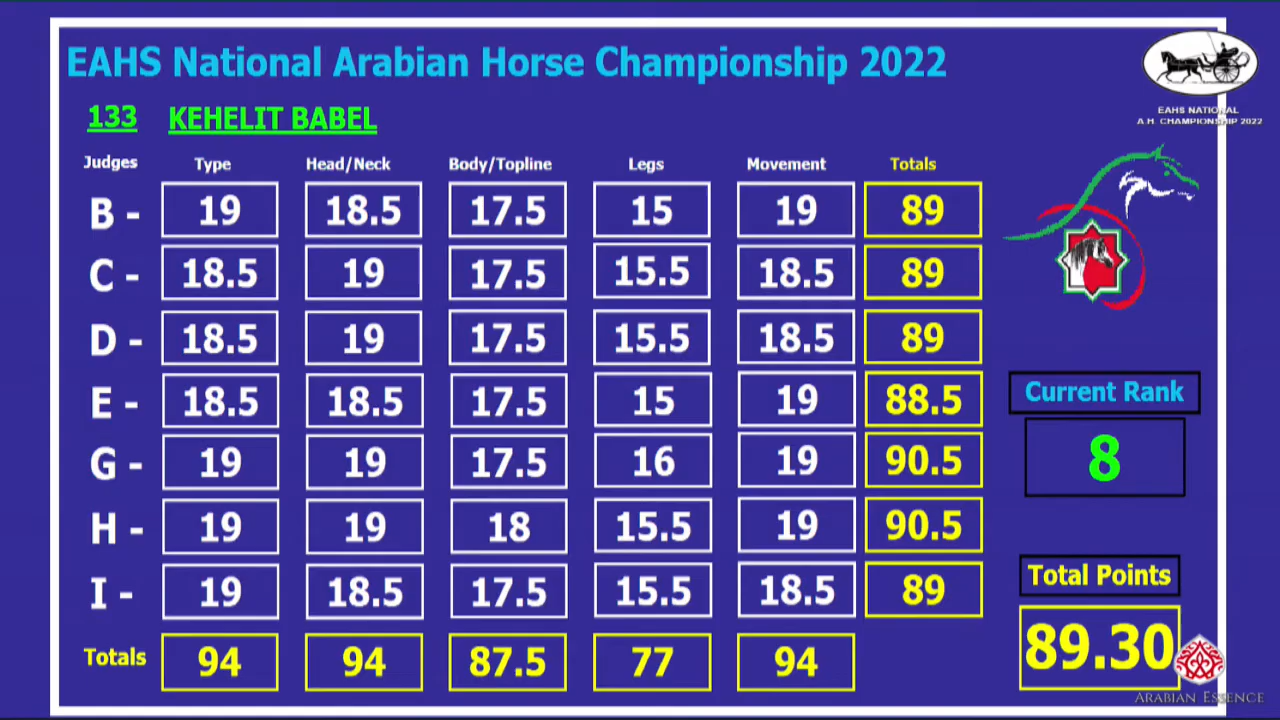 EAHS National Arabian Horse Championship 2022
EAHS NATIONAL
A.H. CHAMPIONSHIP 2022
133 KEHELIT BABEL
Judges Type Head/Neck Body/Topline Legs Movement Totals
B - 19 18.5 17.5 15 19 89
C - 18.5 19 17.5 15.5 18.5 89
D - 18.5 19 17.5 15.5 18.5 89
E - 18.5 18.5 17.5 15 19 88.5
G - 19 19 17.5 16 19 90.5
H - 19 19 18 15.5 19 90.5
I - 19 18.5 17.5 15.5 18.5 89
Totals 94 94 87.5 77 94
Current Rank
8
Total Points
89.30
ARABIAN ESSENCE